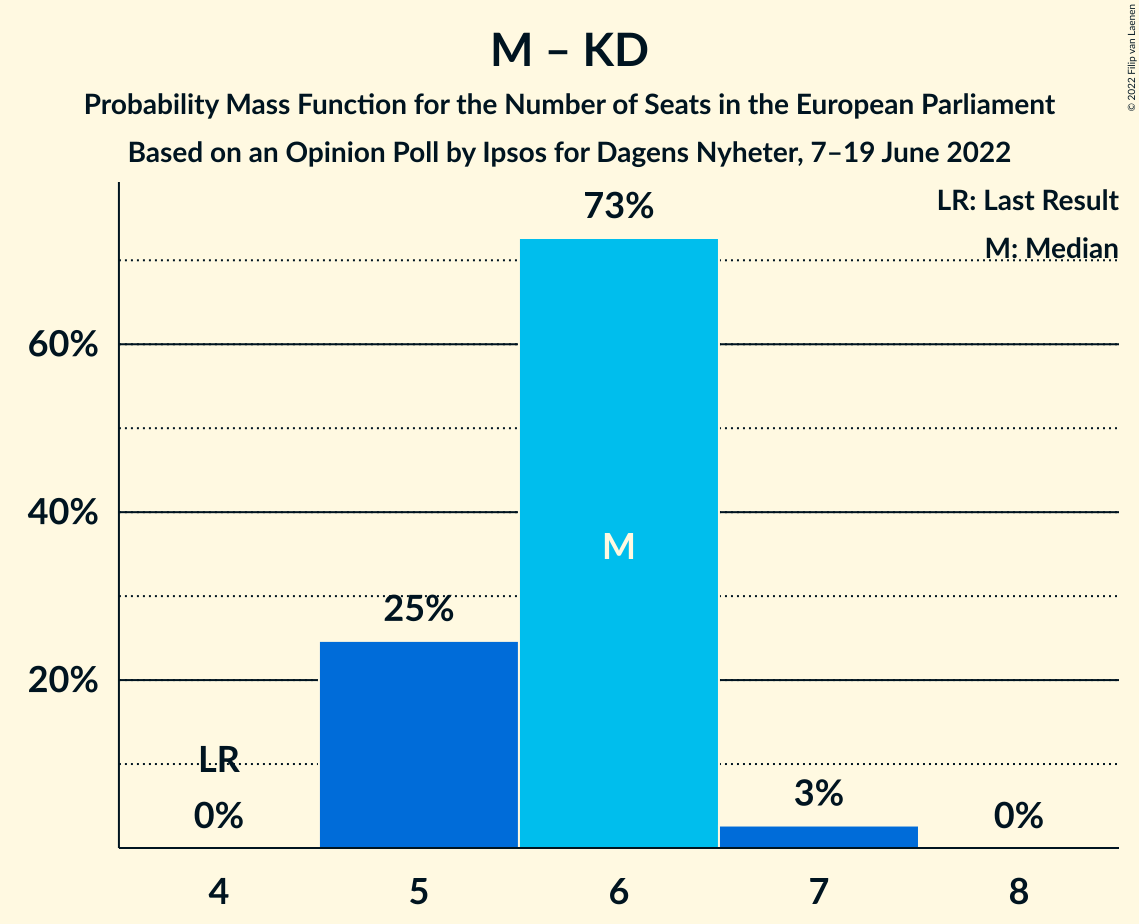 M – KD
Probability Mass Function for the Number of Seats in the European Parliament
Based on an Opinion Poll by Ipsos for Dagens Nyheter, 7–19 June 2022
© 2022 Filip van Laenen
LR: Last Result
M: Median
73%
60%
40%
M
25%
20%
LR
0%
3%
0%
4 5 6 7 8